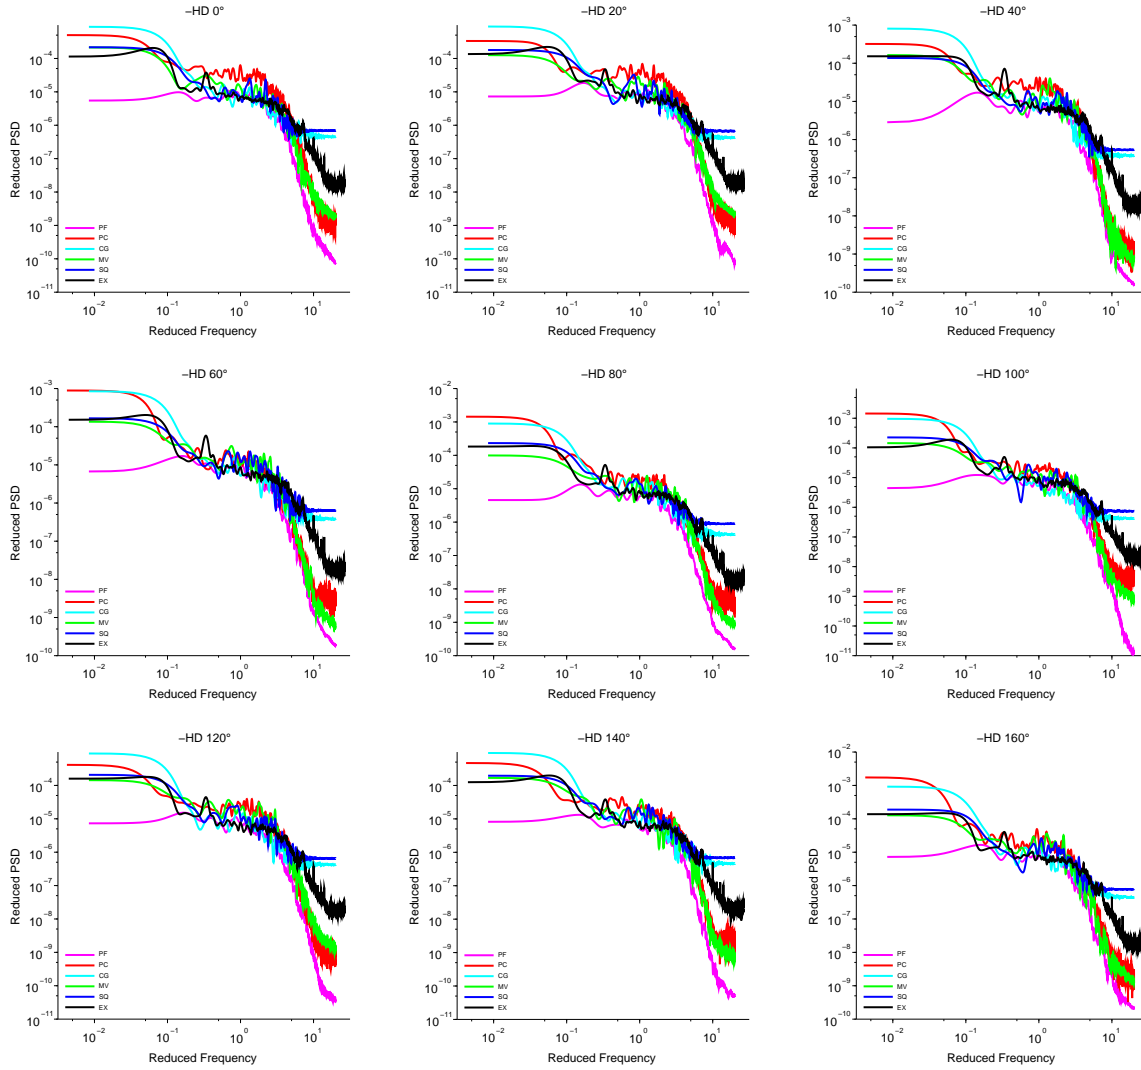 −HD 0°
Reduced PSD
10⁻⁴
10⁻⁵
10⁻⁶
10⁻⁷
10⁻⁸
10⁻⁹
10⁻¹⁰
10⁻¹¹
PF
PC
CG
MV
SQ
EX
10⁻²
10⁻¹
10⁰
10¹
Reduced Frequency
−HD 20°
Reduced PSD
10⁻⁴
10⁻⁵
10⁻⁶
10⁻⁷
10⁻⁸
10⁻⁹
10⁻¹⁰
10⁻¹¹
PF
PC
CG
MV
SQ
EX
10⁻²
10⁻¹
10⁰
10¹
Reduced Frequency
−HD 40°
Reduced PSD
10⁻³
10⁻⁴
10⁻⁵
10⁻⁶
10⁻⁷
10⁻⁸
10⁻⁹
10⁻¹⁰
PF
PC
CG
MV
SQ
EX
10⁻²
10⁻¹
10⁰
10¹
Reduced Frequency
−HD 60°
Reduced PSD
10⁻³
10⁻⁴
10⁻⁵
10⁻⁶
10⁻⁷
10⁻⁸
10⁻⁹
10⁻¹⁰
PF
PC
CG
MV
SQ
EX
10⁻²
10⁻¹
10⁰
10¹
Reduced Frequency
−HD 80°
Reduced PSD
10⁻²
10⁻³
10⁻⁴
10⁻⁵
10⁻⁶
10⁻⁷
10⁻⁸
10⁻⁹
10⁻¹⁰
PF
PC
CG
MV
SQ
EX
10⁻²
10⁻¹
10⁰
10¹
Reduced Frequency
−HD 100°
Reduced PSD
10⁻³
10⁻⁴
10⁻⁵
10⁻⁶
10⁻⁷
10⁻⁸
10⁻⁹
10⁻¹⁰
10⁻¹¹
PF
PC
CG
MV
SQ
EX
10⁻²
10⁻¹
10⁰
10¹
Reduced Frequency
−HD 120°
Reduced PSD
10⁻⁴
10⁻⁵
10⁻⁶
10⁻⁷
10⁻⁸
10⁻⁹
10⁻¹⁰
10⁻¹¹
PF
PC
CG
MV
SQ
EX
10⁻²
10⁻¹
10⁰
10¹
Reduced Frequency
−HD 140°
Reduced PSD
10⁻⁴
10⁻⁵
10⁻⁶
10⁻⁷
10⁻⁸
10⁻⁹
10⁻¹⁰
10⁻¹¹
PF
PC
CG
MV
SQ
EX
10⁻²
10⁻¹
10⁰
10¹
Reduced Frequency
−HD 160°
Reduced PSD
10⁻²
10⁻³
10⁻⁴
10⁻⁵
10⁻⁶
10⁻⁷
10⁻⁸
10⁻⁹
10⁻¹⁰
PF
PC
CG
MV
SQ
EX
10⁻²
10⁻¹
10⁰
10¹
Reduced Frequency